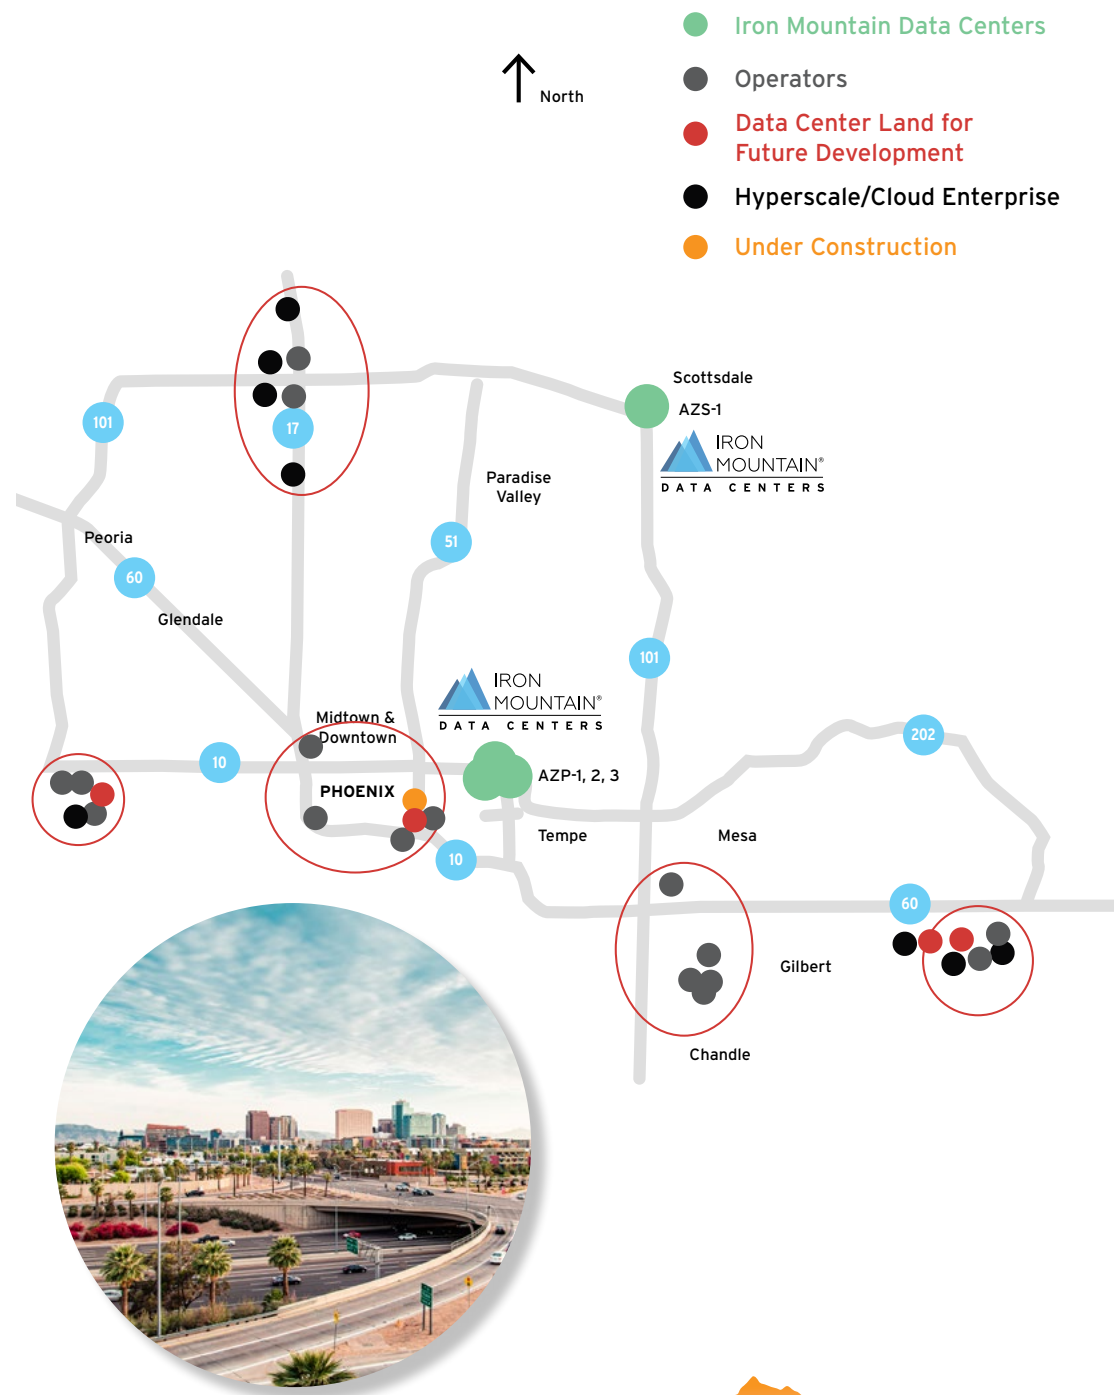 Iron Mountain Data Centers
Operators
Data Center Land for
Future Development
Hyperscale/Cloud Enterprise
Under Construction
North
Scottsdale
AZS-1
IRON
MOUNTAIN®
DATA CENTERS
101
17
Paradise
Valley
Peoria
51
60
Glendale
101
IRON
MOUNTAIN®
DATA CENTERS
Midtown &
Downtown
202
10
AZP-1, 2, 3
PHOENIX
Tempe
Mesa
10
60
Gilbert
Chandle